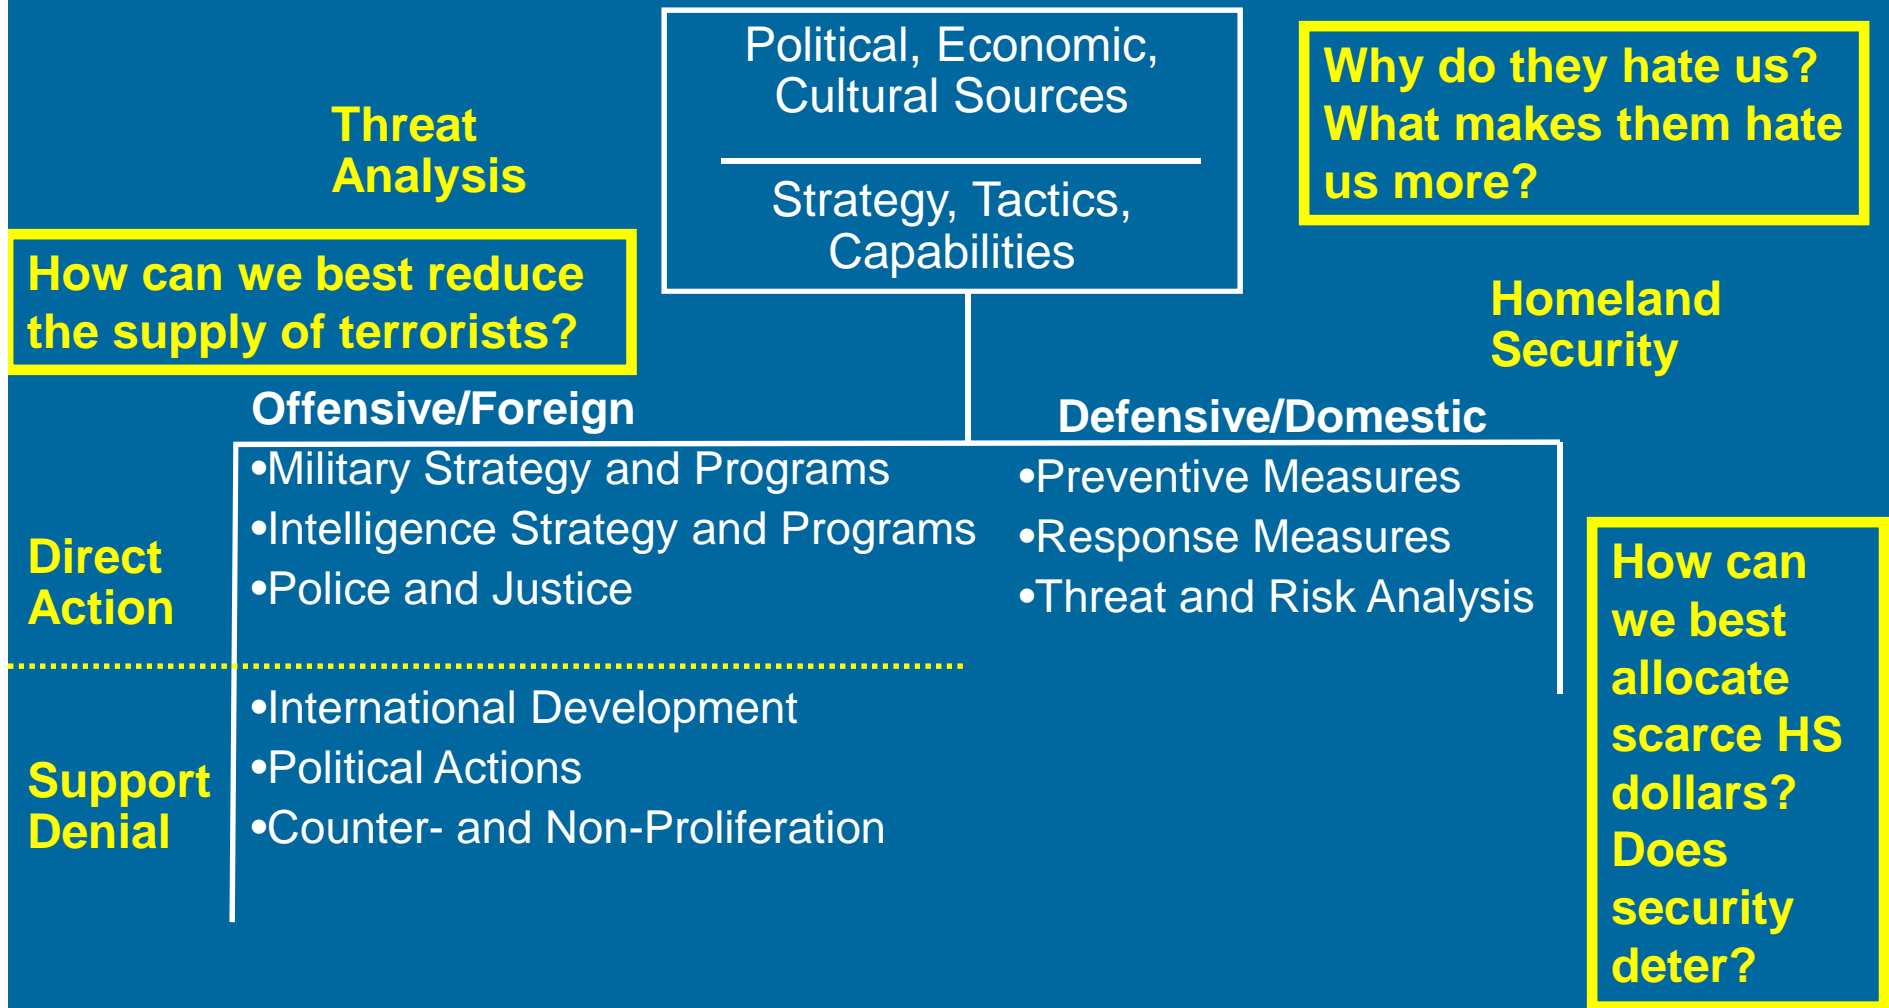 Political, Economic,
Cultural Sources
Strategy, Tactics,
Capabilities
Why do they hate us?
What makes them hate
us more?
Threat
Analysis
How can we best reduce
the supply of terrorists?
Homeland
Security
Offensive/Foreign
•Military Strategy and Programs
•Intelligence Strategy and Programs
•Police and Justice
Defensive/Domestic
•Preventive Measures
•Response Measures
•Threat and Risk Analysis
Direct
Action
Support
Denial
•International Development
•Political Actions
•Counter- and Non-Proliferation
How can
we best
allocate
scarce HS
dollars?
Does
security
deter?